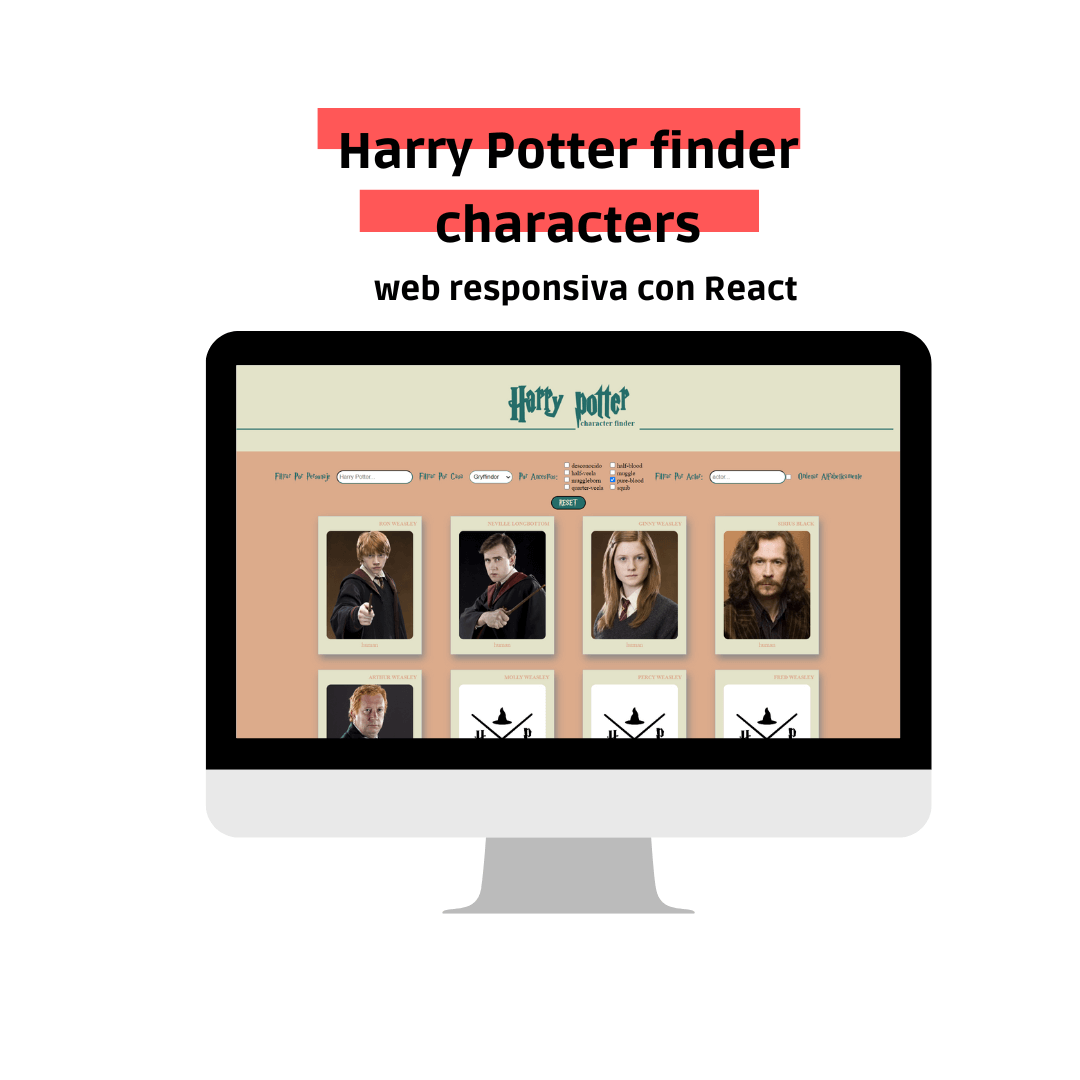 Harry Potter finder
characters
web responsiva con React
Harry Potter
character finder
Filtrar Por Personaje Harry Potter... Filtrar Por Casa Gryffindor Por Ancestros: desconocido half-blood
half-veela muggle
muggleborn pure-blood
quarter-veela squib
Filtrar Por Actor: actor... Ordenar Alfabéticamente
RESET
RON WEASLEY NEVILLE LONGBOTTOM GINNY WEASLEY SIRIUS BLACK
human human human human
ARTHUR WEASLEY MOLLY WEASLEY PERCY WEASLEY FRED WEASLEY
H P H P H P